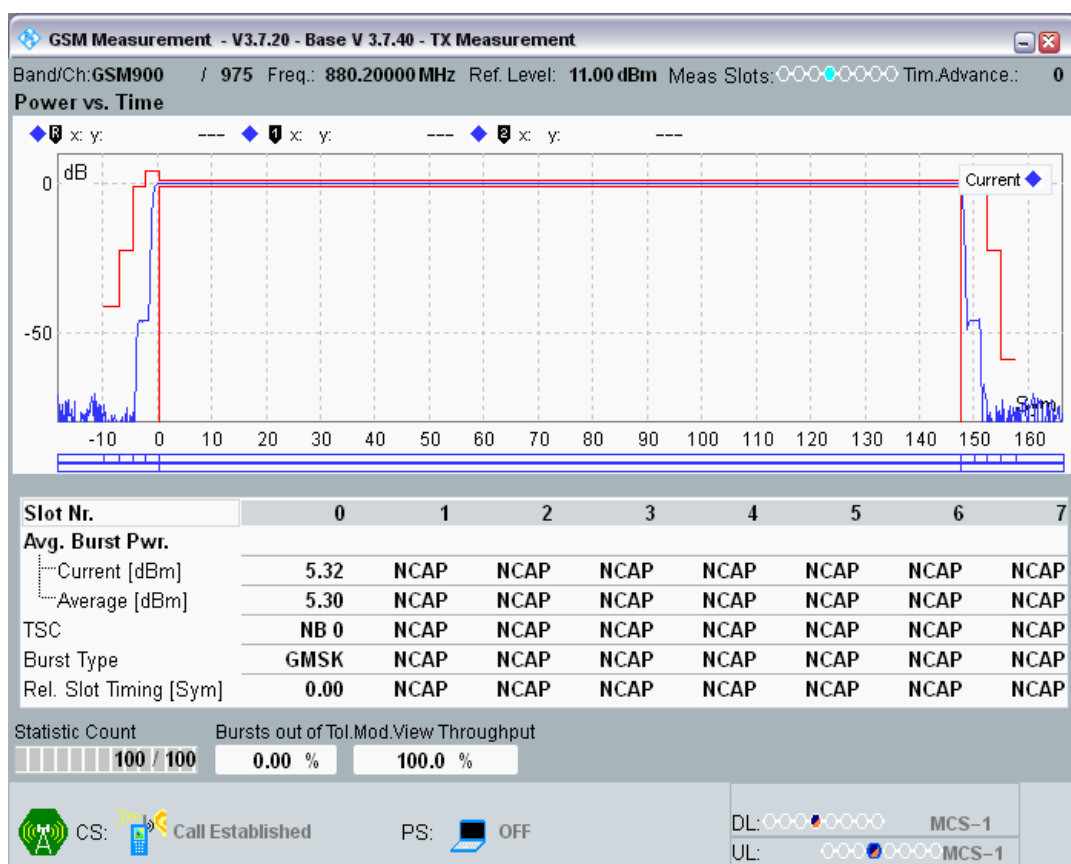 GSM Measurement - V3.7.20 - Base V 3.7.40 - TX Measurement
Band/Ch:GSM900 / 975 Freq.: 880.20000 MHz Ref. Level: 11.00 dBm Meas Slots: Tim.Advance.: 0
Power vs. Time
R x: y: --- 1 x: y: --- 2 x: y: ---
dB
Current
0
-50
Sym
-10 0 10 20 30 40 50 60 70 80 90 100 110 120 130 140 150 160
Slot Nr. 0 1 2 3 4 5 6 7
Avg. Burst Pwr.
Current [dBm] 5.32 NCAP NCAP NCAP NCAP NCAP NCAP NCAP
Average [dBm] 5.30 NCAP NCAP NCAP NCAP NCAP NCAP NCAP
TSC NB 0 NCAP NCAP NCAP NCAP NCAP NCAP NCAP
Burst Type GMSK NCAP NCAP NCAP NCAP NCAP NCAP NCAP
Rel. Slot Timing [Sym] 0.00 NCAP NCAP NCAP NCAP NCAP NCAP NCAP
Statistic Count Bursts out of Tol. Mod.View Throughput
100 / 100 0.00 % 100.0 %
CS: Call Established PS: OFF
DL: MCS-1
UL: MCS-1